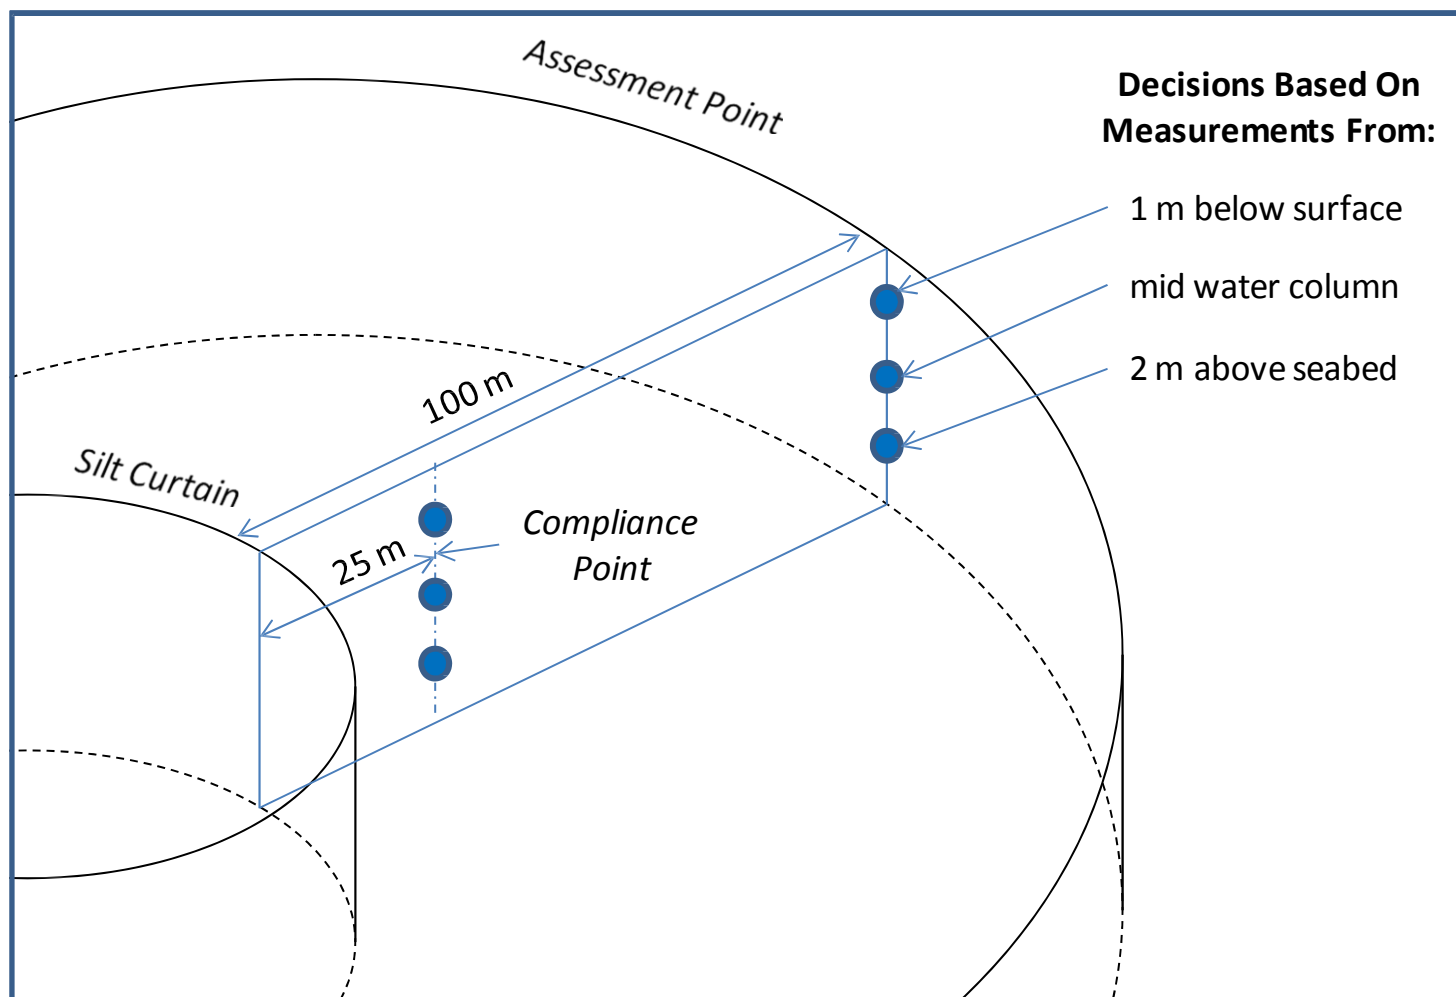 Assessment Point
Decisions Based On
Measurements From:
1 m below surface
mid water column
2 m above seabed
100 m
Silt Curtain
25 m
Compliance
Point